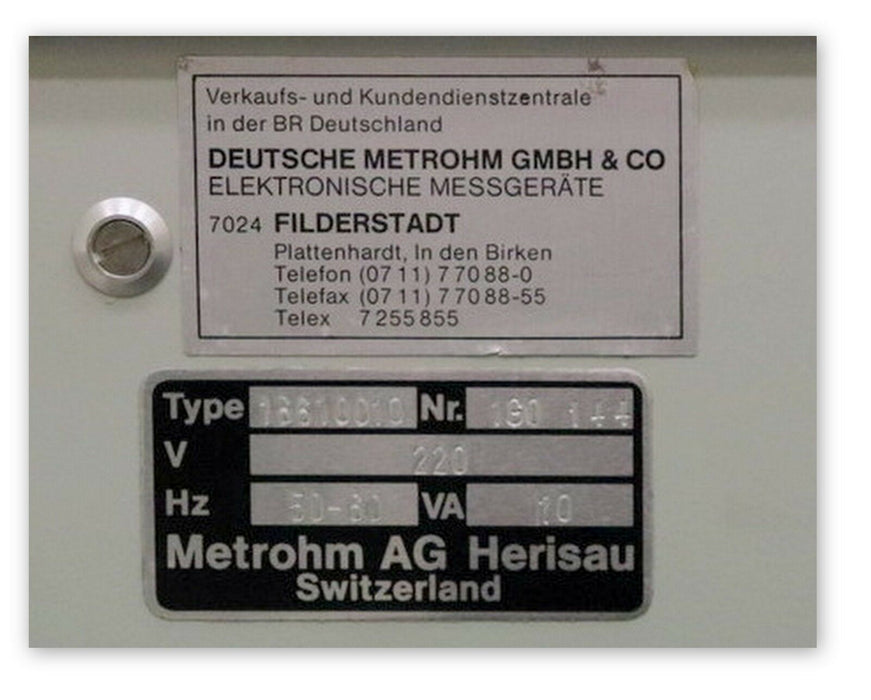 Verkaufs- und Kundendienstzentrale
in der BR Deutschland
DEUTSCHE METROHM GMBH & CO
ELEKTRONISCHE MESSGERÄTE
7024 FILDERSTADT
Plattenhardt, In den Birken
Telefon (07 11) 7 70 88-0
Telefax (07 11) 7 70 88-55
Telex 7 255 855
Type Nr. 144
V 220
Hz 50-60 VA 10
Metrohm AG Herisau
Switzerland